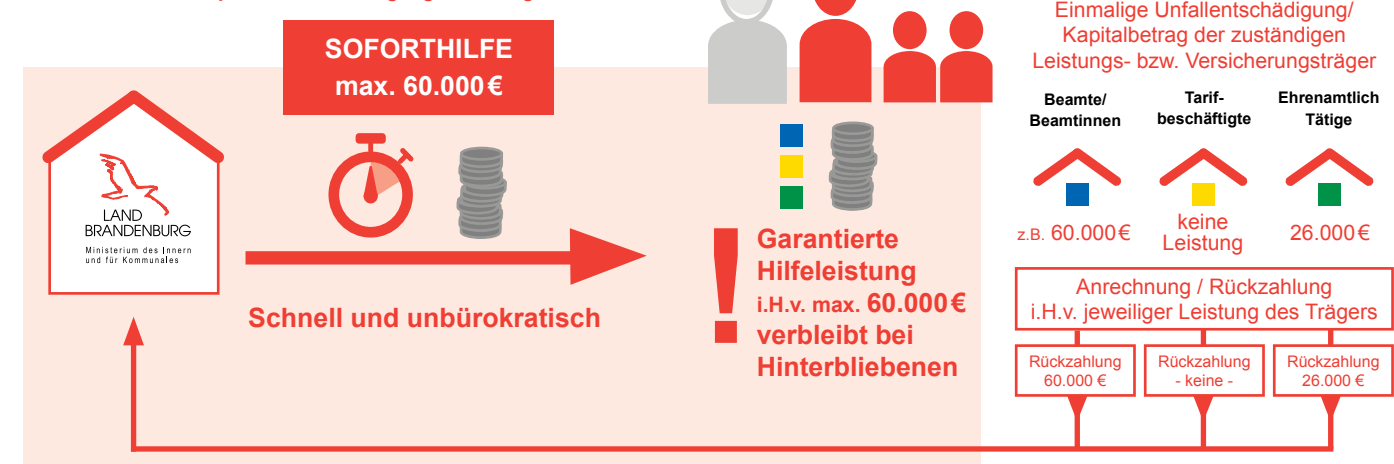 SOFORTHILFE
max. 60.000 €
LAND
BRANDENBURG
Ministerium des Innern
und für Kommunales
Schnell und unbürokratisch
!
Garantierte
Hilfeleistung
i.H.v. max. 60.000 €
verbleibt bei
Hinterbliebenen
Einmalige Unfallentschädigung/
Kapitalbetrag der zuständigen
Leistungs- bzw. Versicherungsträger
Beamte/
Beamtinnen
Tarif-
beschäftigte
Ehrenamtlich
Tätige
z.B. 60.000 €
keine
Leistung
26.000 €
Anrechnung / Rückzahlung
i.H.v. jeweiliger Leistung des Trägers
Rückzahlung
60.000 €
Rückzahlung
- keine -
Rückzahlung
26.000 €